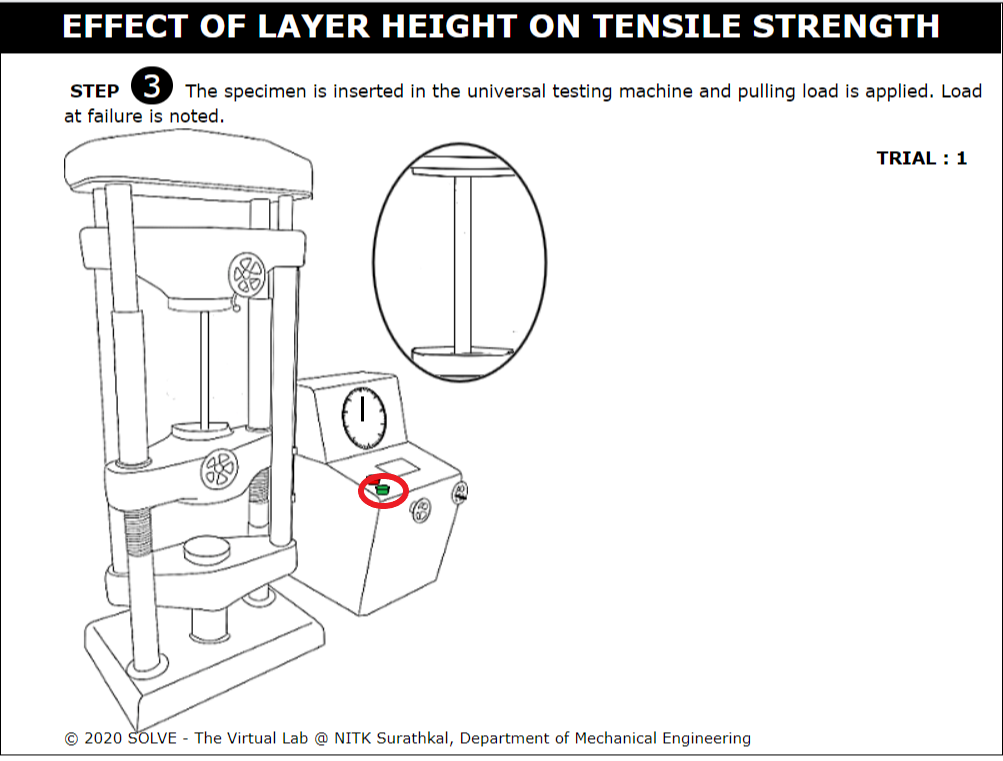 EFFECT OF LAYER HEIGHT ON TENSILE STRENGTH
STEP 3 The specimen is inserted in the universal testing machine and pulling load is applied. Load
at failure is noted.
TRIAL : 1
© 2020 SOLVE - The Virtual Lab @ NITK Surathkal, Department of Mechanical Engineering